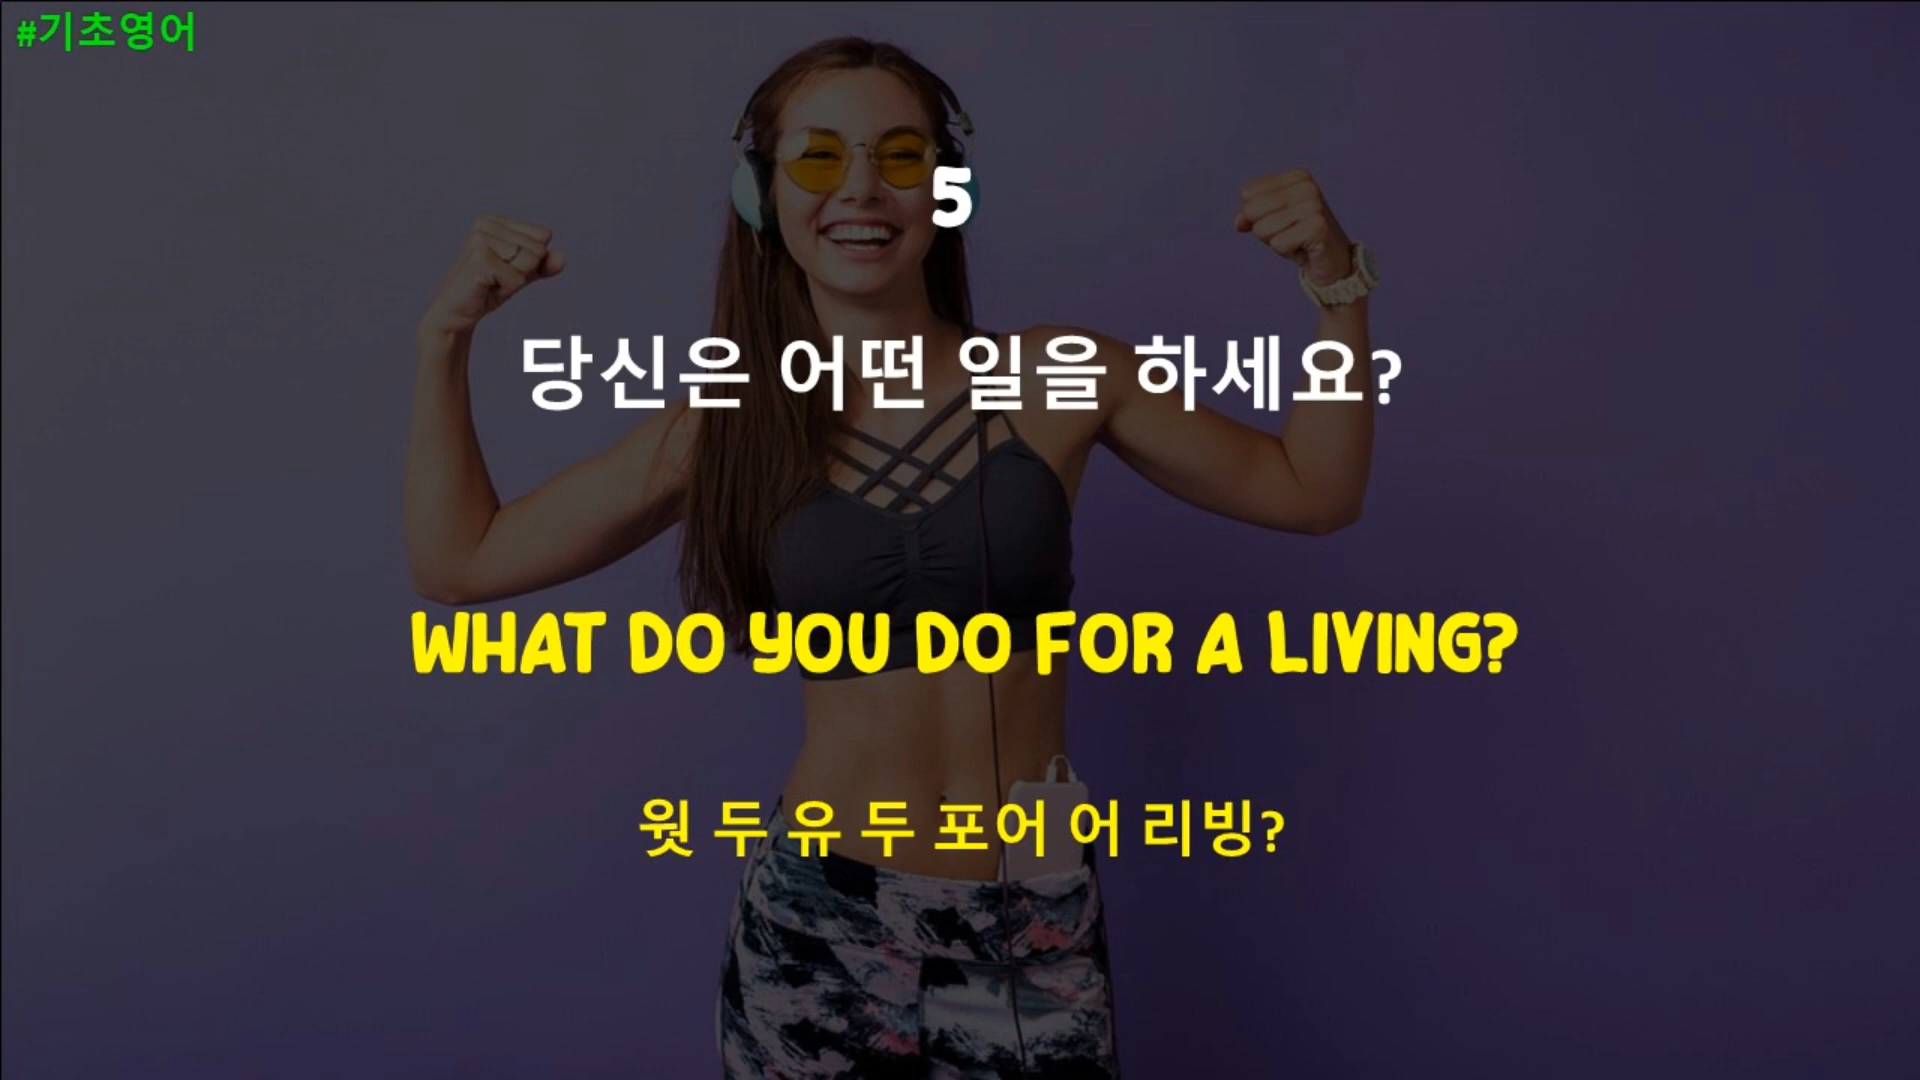 #기초영어
5
당신은 어떤 일을 하세요?
WHAT DO YOU DO FOR A LIVING?
웟 두 유 두 포어 어 리빙?